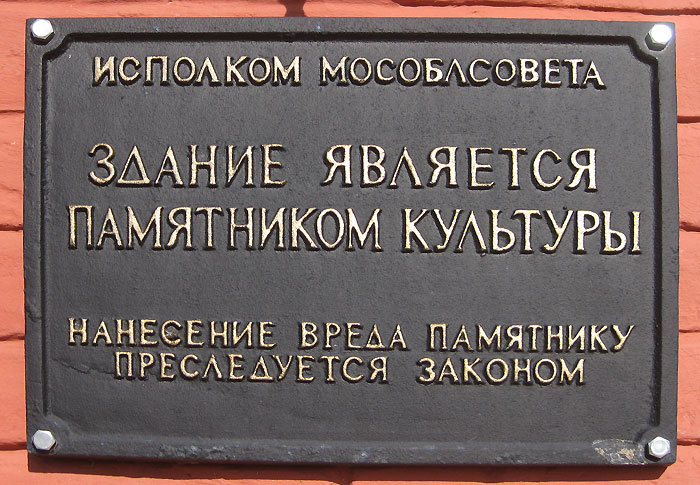 ИСПОЛКОМ МОСОБЛСОВЕТА
ЗДАНИЕ ЯВЛЯЕТСЯ
ПАМЯТНИКОМ КУЛЬТУРЫ
НАНЕСЕНИЕ ВРЕДА ПАМЯТНИКУ
ПРЕСЛЕДУЕТСЯ ЗАКОНОМ